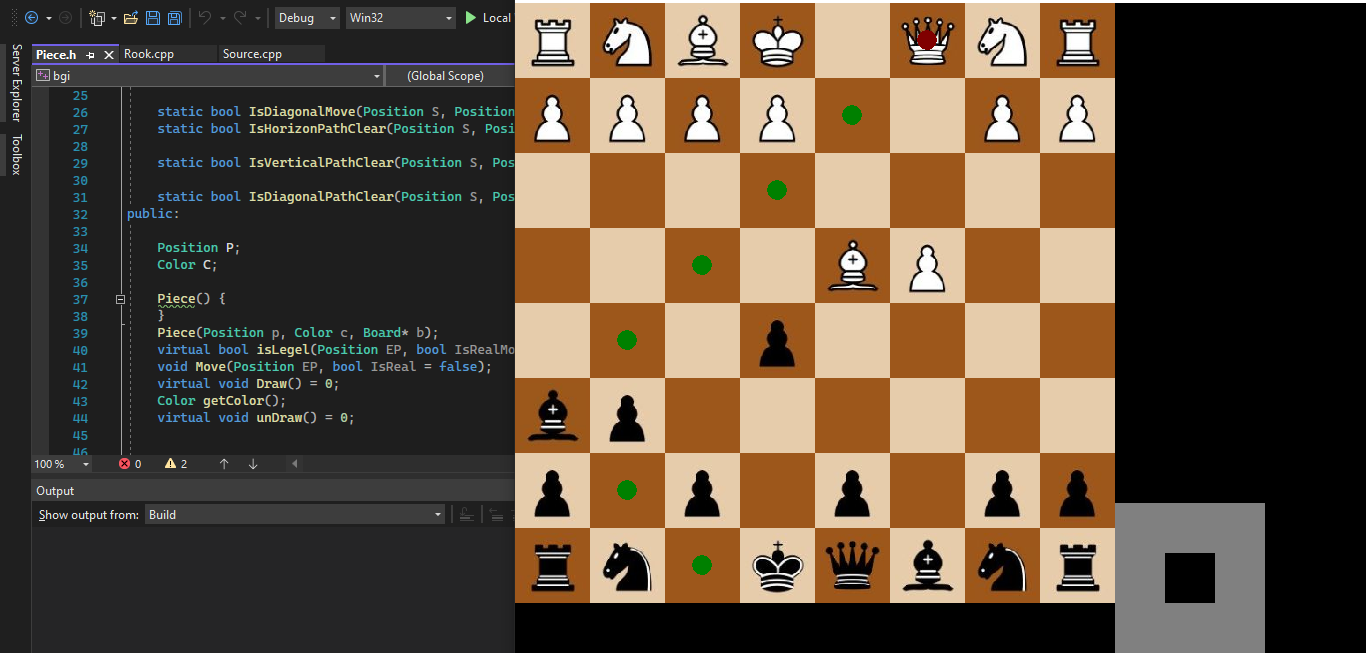 Debug
Win32
Local
Server Explorer
Toolbox
Piece.h
Rook.cpp
Source.cpp
bgi
(Global Scope)
25
26 static bool IsDiagonalMove(Position S, Position
27 static bool IsHorizonPathClear(Position S, Posi
28
29 static bool IsVerticalPathClear(Position S, Pos
30
31 static bool IsDiagonalPathClear(Position S, Pos
32 public:
33
34 Position P;
35 Color C;
36
37 Piece() {
38 }
39 Piece(Position p, Color c, Board* b);
40 virtual bool isLegel(Position EP, bool IsRealMo
41 void Move(Position EP, bool IsReal = false);
42 virtual void Draw() = 0;
43 Color getColor();
44 virtual void unDraw() = 0;
45
46
100 %
0
2
Output
Show output from:
Build